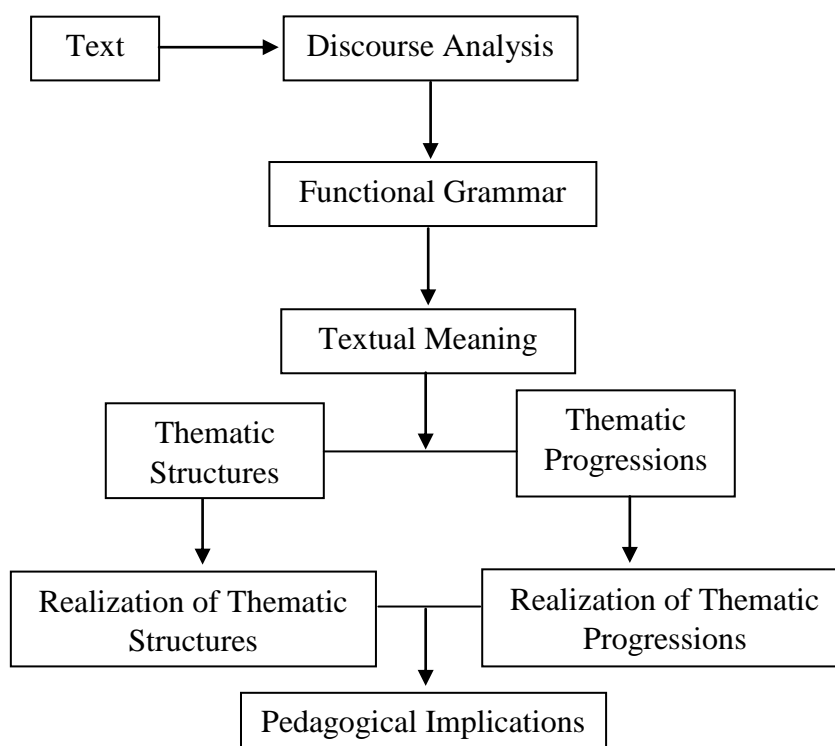 Text
Discourse Analysis
Functional Grammar
Textual Meaning
Thematic
Structures
Thematic
Progressions
Realization of Thematic
Structures
Realization of Thematic
Progressions
Pedagogical Implications